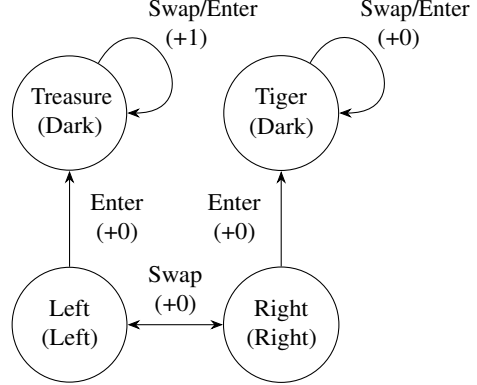 Swap/Enter
(+1)
Swap/Enter
(+0)
Treasure
(Dark)
Tiger
(Dark)
Enter
(+0)
Enter
(+0)
Swap
(+0)
Left
(Left)
Right
(Right)